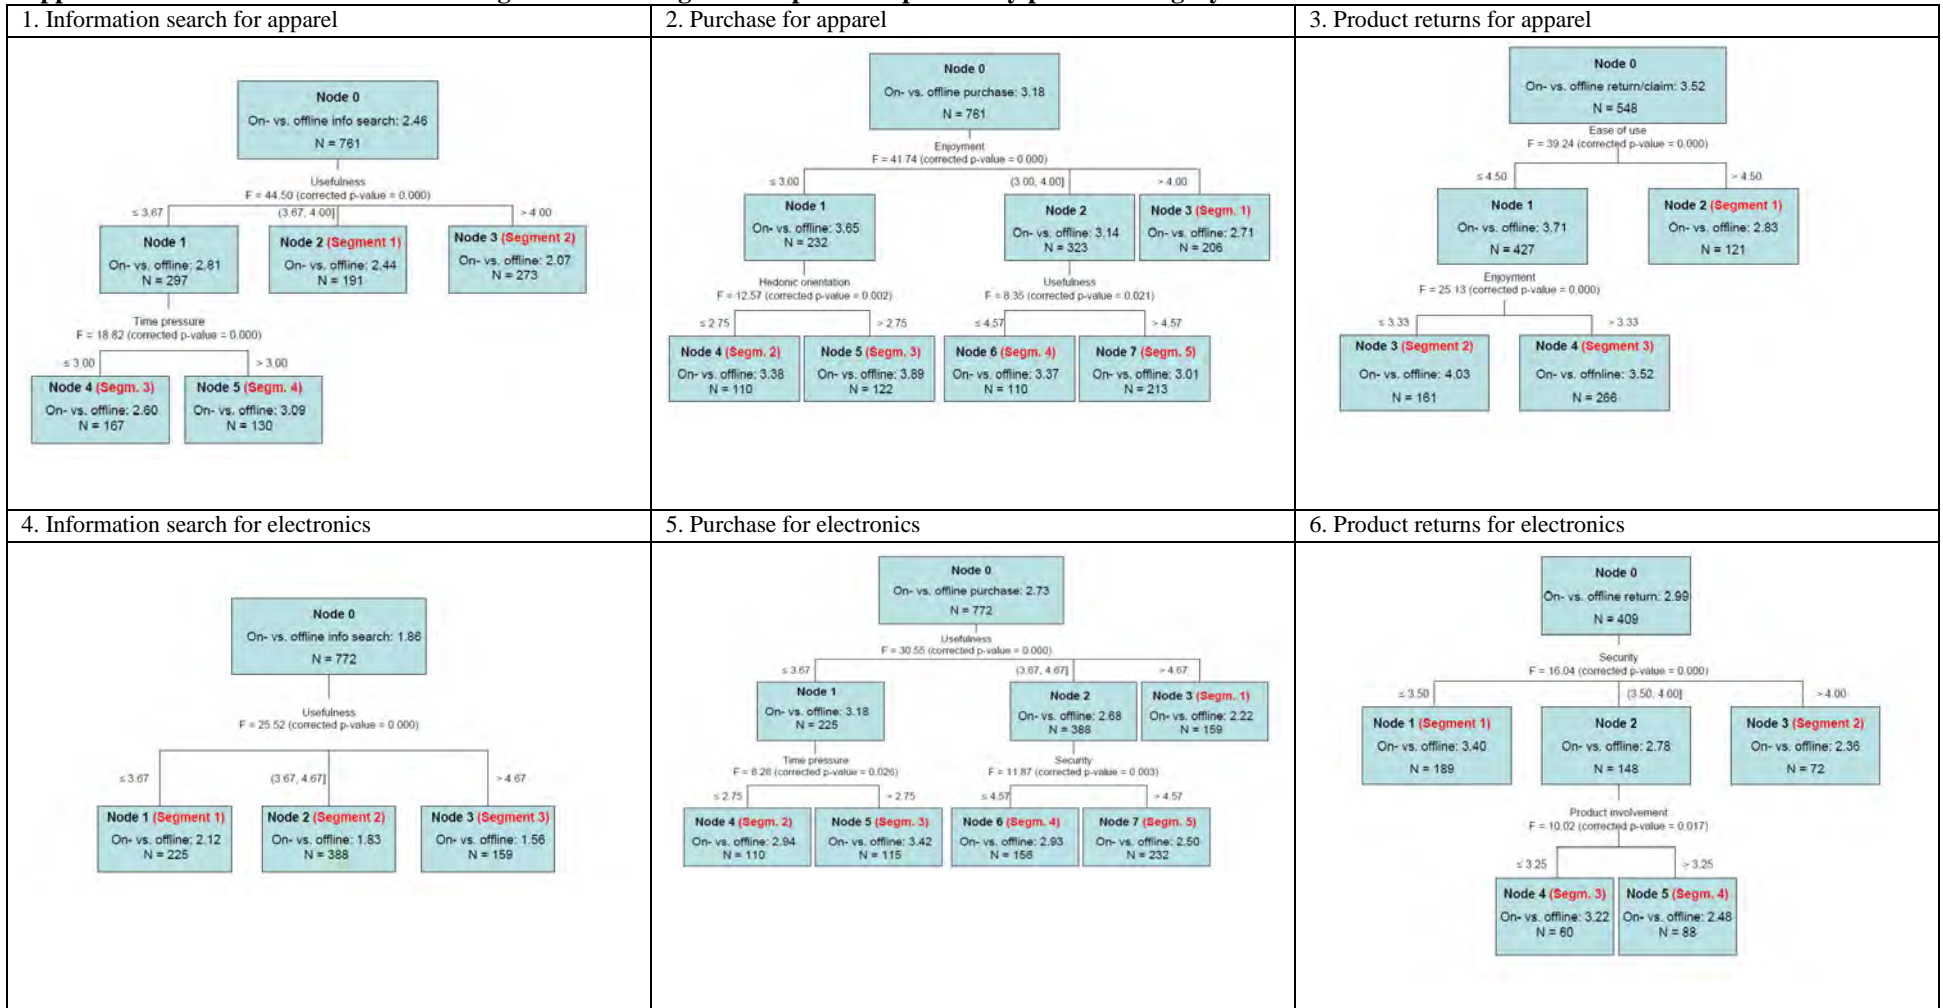 1. Information search for apparel
2. Purchase for apparel
3. Product returns for apparel
Node 0
On- vs. offline info search: 2.46
N = 761
Usefulness
F = 44.50 (corrected p-value = 0.000)
≤ 3.67
(3.67, 4.00]
> 4.00
Node 1
On- vs. offline: 2.81
N = 297
Node 2 (Segment 1)
On- vs. offline: 2.44
N = 191
Node 3 (Segment 2)
On- vs. offline: 2.07
N = 273
Time pressure
F = 18.82 (corrected p-value = 0.000)
≤ 3.00
> 3.00
Node 4 (Segm. 3)
On- vs. offline: 2.60
N = 167
Node 5 (Segm. 4)
On- vs. offline: 3.09
N = 130
Node 0
On- vs. offline purchase: 3.18
N = 761
Enjoyment
F = 41.74 (corrected p-value = 0.000)
≤ 3.00
(3.00, 4.00]
> 4.00
Node 1
On- vs. offline: 3.65
N = 232
Node 2
On- vs. offline: 3.14
N = 323
Node 3 (Segm. 1)
On- vs. offline: 2.71
N = 206
Hedonic orientation
F = 12.57 (corrected p-value = 0.002)
≤ 2.75
> 2.75
Usefulness
F = 8.35 (corrected p-value = 0.021)
≤ 4.57
> 4.57
Node 4 (Segm. 2)
On- vs. offline: 3.38
N = 110
Node 5 (Segm. 3)
On- vs. offline: 3.89
N = 122
Node 6 (Segm. 4)
On- vs. offline: 3.37
N = 110
Node 7 (Segm. 5)
On- vs. offline: 3.01
N = 213
Node 0
On- vs. offline return/claim: 3.52
N = 548
Ease of use
F = 39.24 (corrected p-value = 0.000)
≤ 4.50
> 4.50
Node 1
On- vs. offline: 3.71
N = 427
Node 2 (Segment 1)
On- vs. offline: 2.83
N = 121
Enjoyment
F = 25.13 (corrected p-value = 0.000)
≤ 3.33
> 3.33
Node 3 (Segment 2)
On- vs. offline: 4.03
N = 161
Node 4 (Segment 3)
On- vs. offnline: 3.52
N = 266
4. Information search for electronics
5. Purchase for electronics
6. Product returns for electronics
Node 0
On- vs. offline info search: 1.86
N = 772
Usefulness
F = 25.52 (corrected p-value = 0.000)
≤ 3.67
(3.67, 4.67]
> 4.67
Node 1 (Segment 1)
On- vs. offline: 2.12
N = 225
Node 2 (Segment 2)
On- vs. offline: 1.83
N = 388
Node 3 (Segment 3)
On- vs. offline: 1.56
N = 159
Node 0
On- vs. offline purchase: 2.73
N = 772
Usefulness
F = 30.55 (corrected p-value = 0.000)
≤ 3.67
(3.67, 4.67]
> 4.67
Node 1
On- vs. offline: 3.18
N = 225
Node 2
On- vs. offline: 2.68
N = 388
Node 3 (Segm. 1)
On- vs. offline: 2.22
N = 159
Time pressure
F = 8.28 (corrected p-value = 0.026)
≤ 2.75
> 2.75
Security
F = 11.87 (corrected p-value = 0.003)
≤ 4.57
> 4.57
Node 4 (Segm. 2)
On- vs. offline: 2.94
N = 110
Node 5 (Segm. 3)
On- vs. offline: 3.42
N = 115
Node 6 (Segm. 4)
On- vs. offline: 2.93
N = 156
Node 7 (Segm. 5)
On- vs. offline: 2.50
N = 232
Node 0
On- vs. offline return: 2.99
N = 409
Security
F = 16.04 (corrected p-value = 0.000)
≤ 3.50
(3.50, 4.00]
> 4.00
Node 1 (Segment 1)
On- vs. offline: 3.40
N = 189
Node 2
On- vs. offline: 2.78
N = 148
Node 3 (Segment 2)
On- vs. offline: 2.36
N = 72
Product involvement
F = 10.02 (corrected p-value = 0.017)
≤ 3.25
> 3.25
Node 4 (Segm. 3)
On- vs. offline: 3.22
N = 60
Node 5 (Segm. 4)
On- vs. offline: 2.48
N = 88